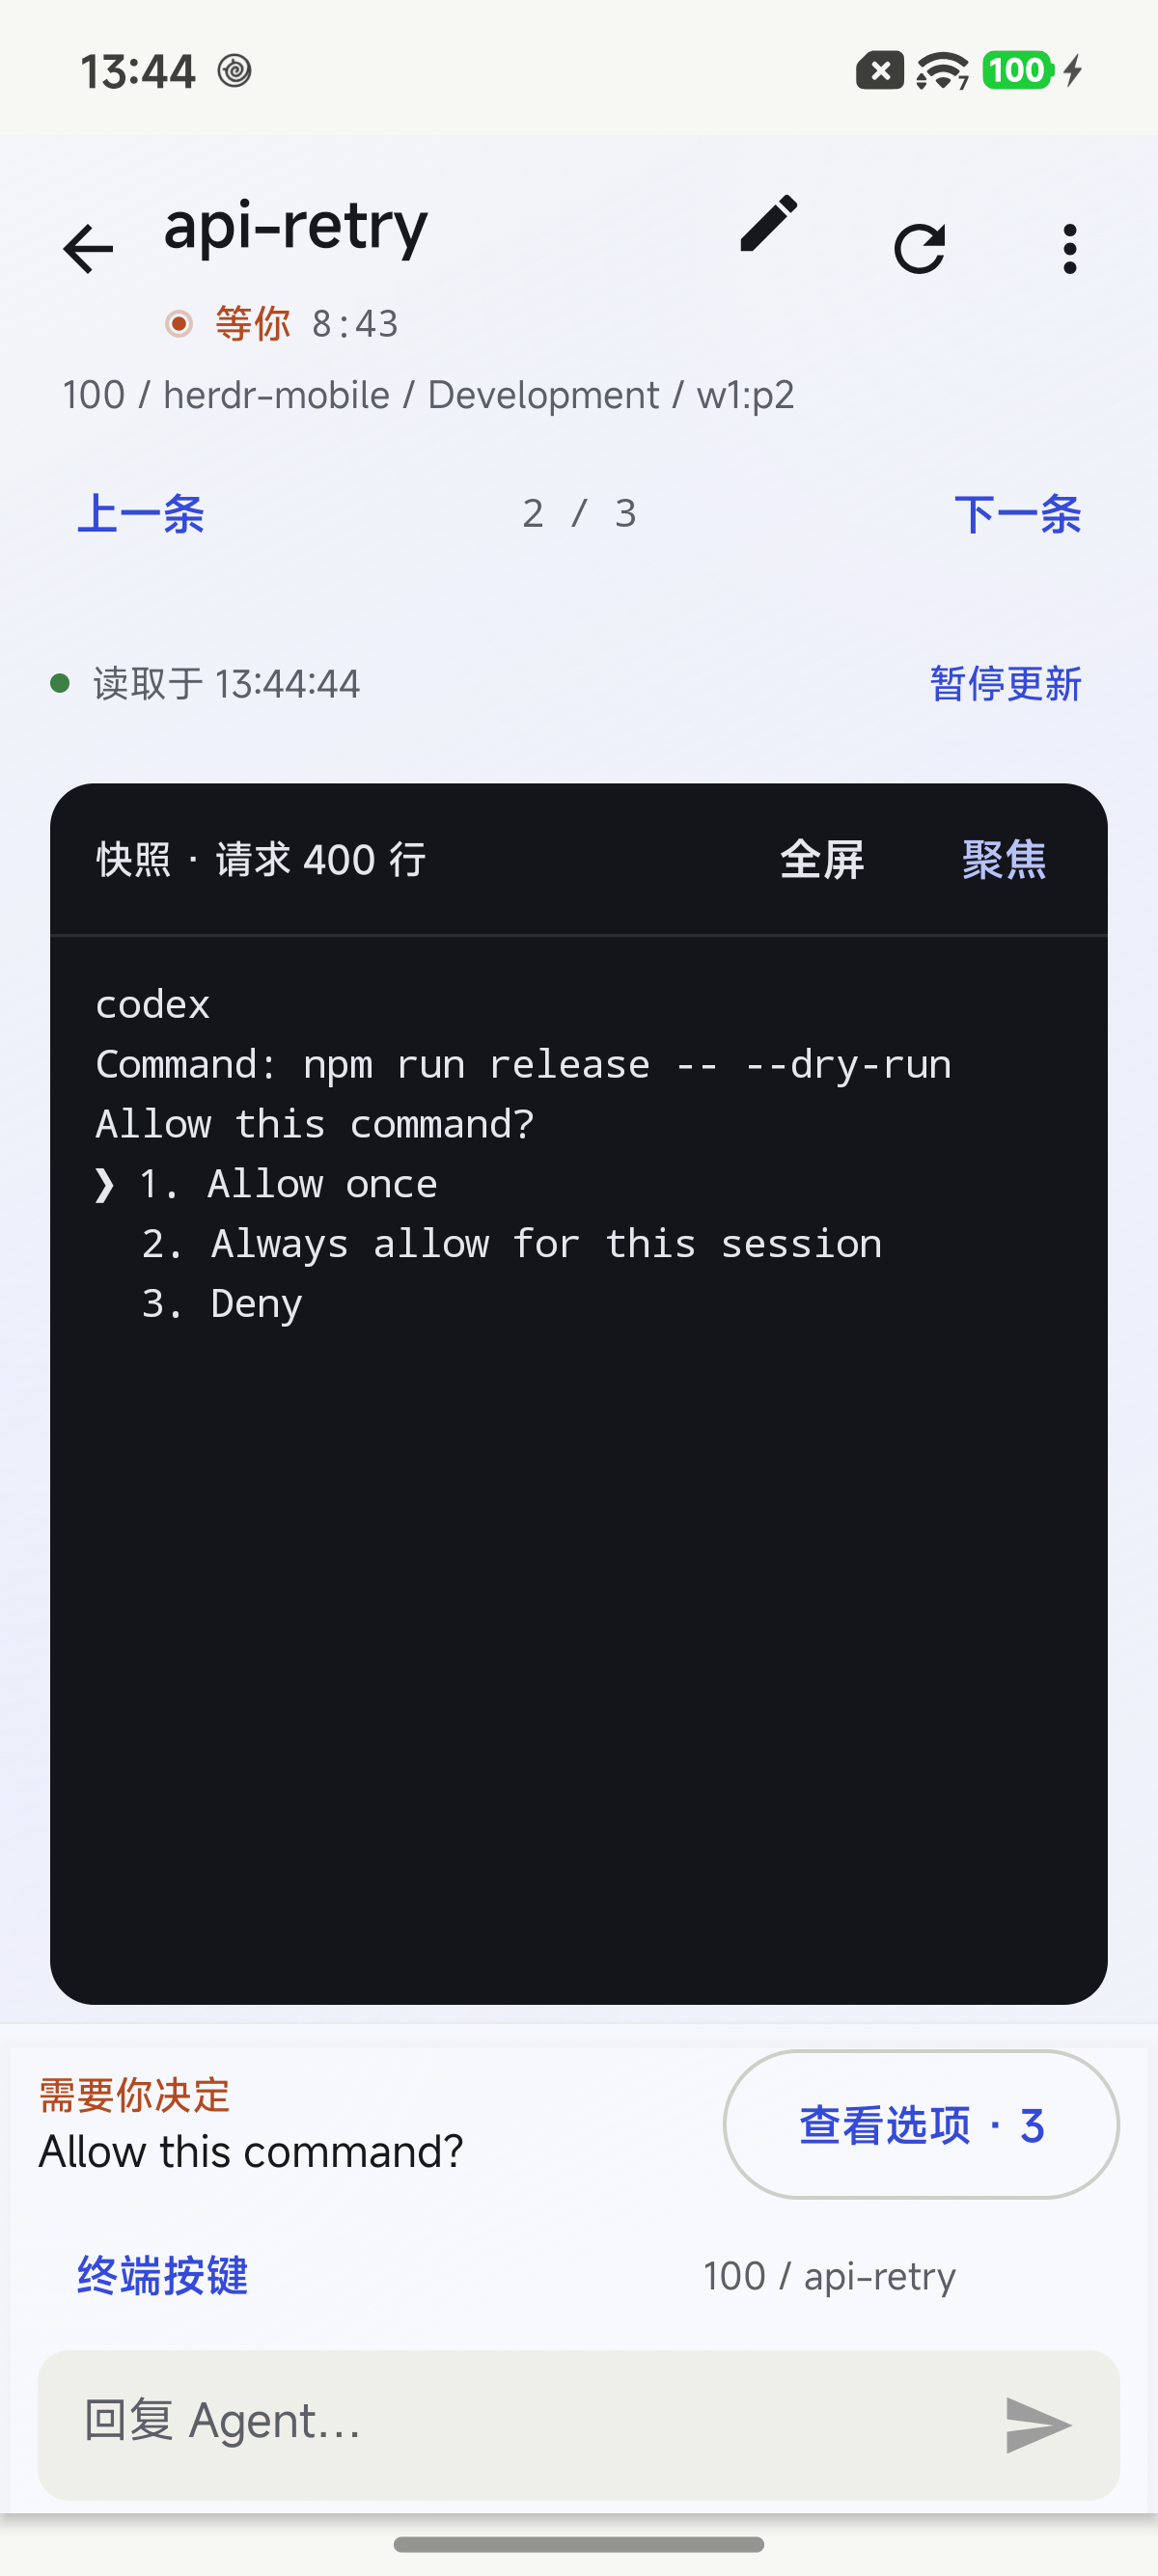 13:44
7
100
api-retry
等你 8:43
100 / herdr-mobile / Development / w1:p2
上一条 2 / 3 下一条
读取于 13:44:44 暂停更新
快照 · 请求 400 行 全屏 聚焦
codex
Command: npm run release -- --dry-run
Allow this command?
❯ 1. Allow once
2. Always allow for this session
3. Deny
需要你决定
Allow this command?
查看选项 · 3
终端按键 100 / api-retry
回复 Agent...